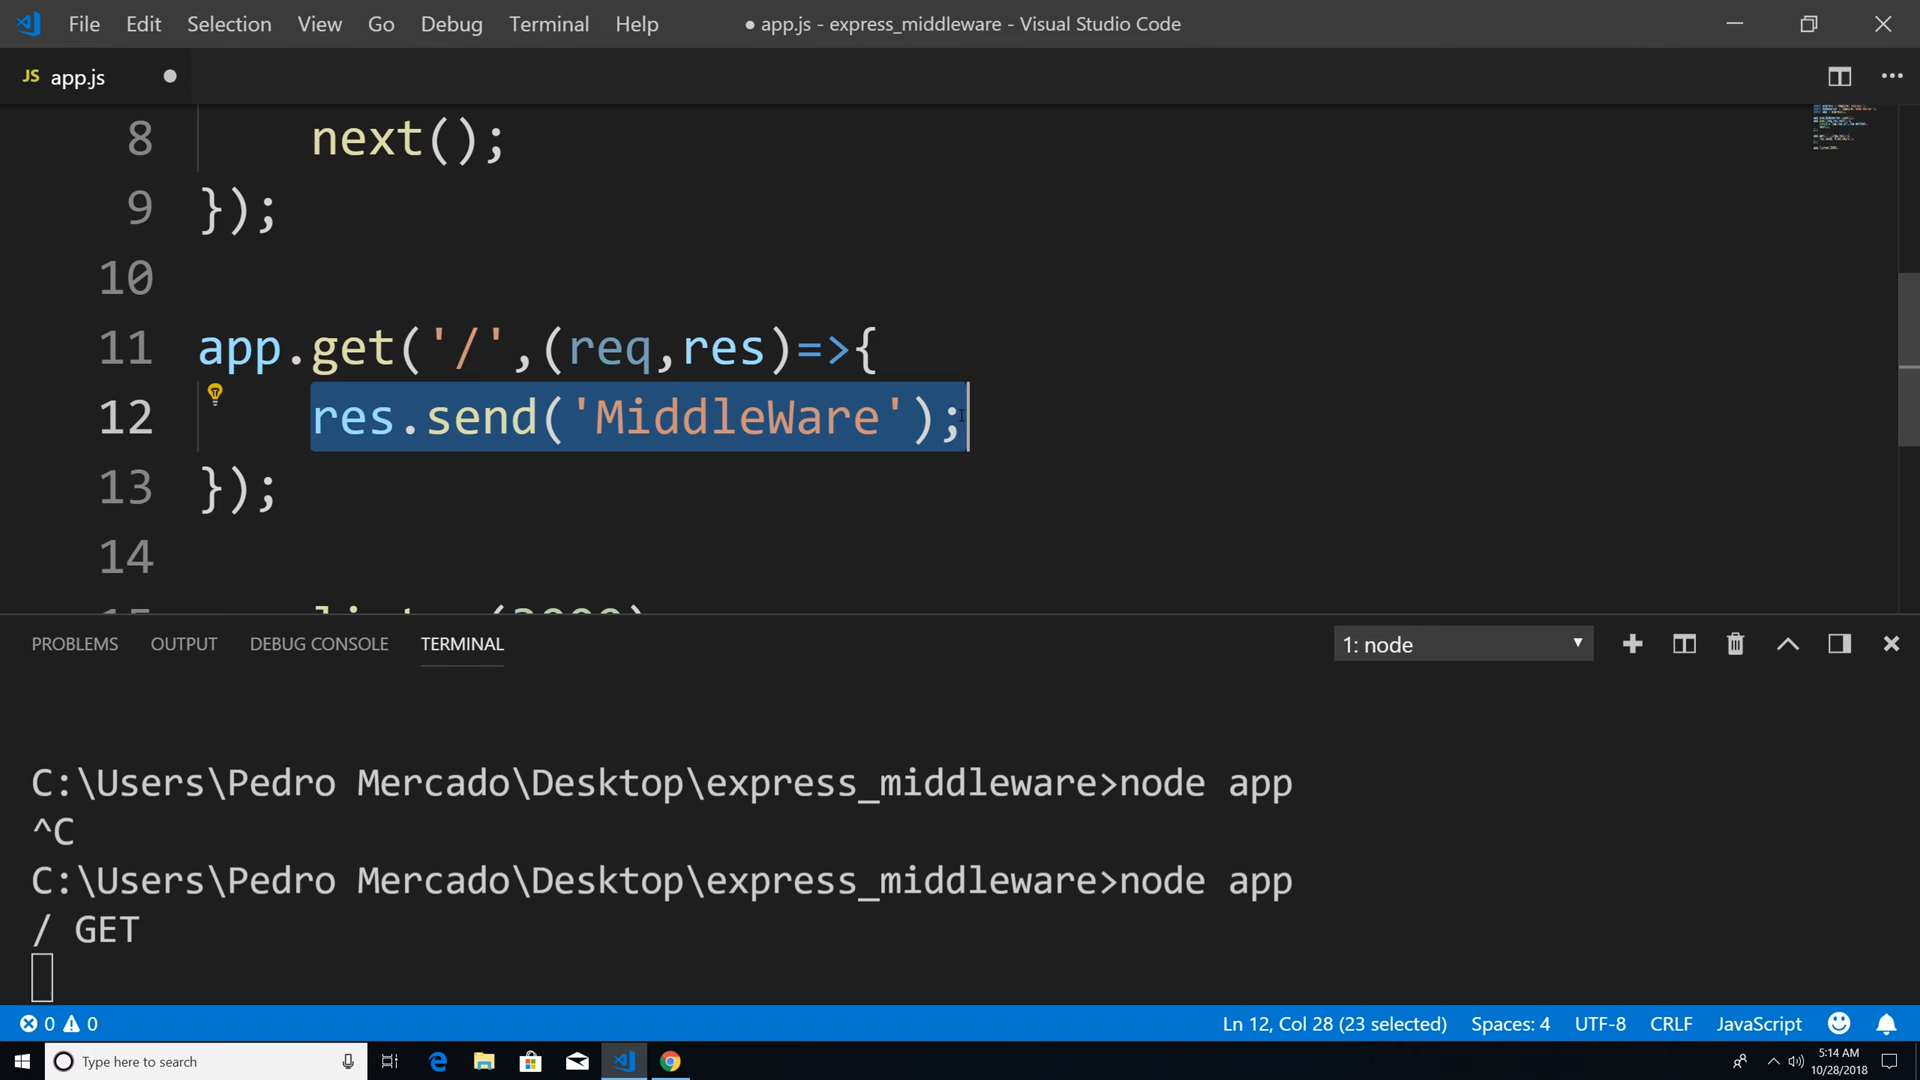 File Edit Selection View Go Debug Terminal Help
● app.js - express_middleware - Visual Studio Code
JS app.js
8 next();
9 });
10
11 app.get('/',(req,res)=>{
12 res.send('MiddleWare');
13 });
14
PROBLEMS OUTPUT DEBUG CONSOLE TERMINAL
1: node
C:\Users\Pedro Mercado\Desktop\express_middleware>node app
^C
C:\Users\Pedro Mercado\Desktop\express_middleware>node app
/ GET
0 0 Ln 12, Col 28 (23 selected) Spaces: 4 UTF-8 CRLF JavaScript
Type here to search
5:14 AM
10/28/2018